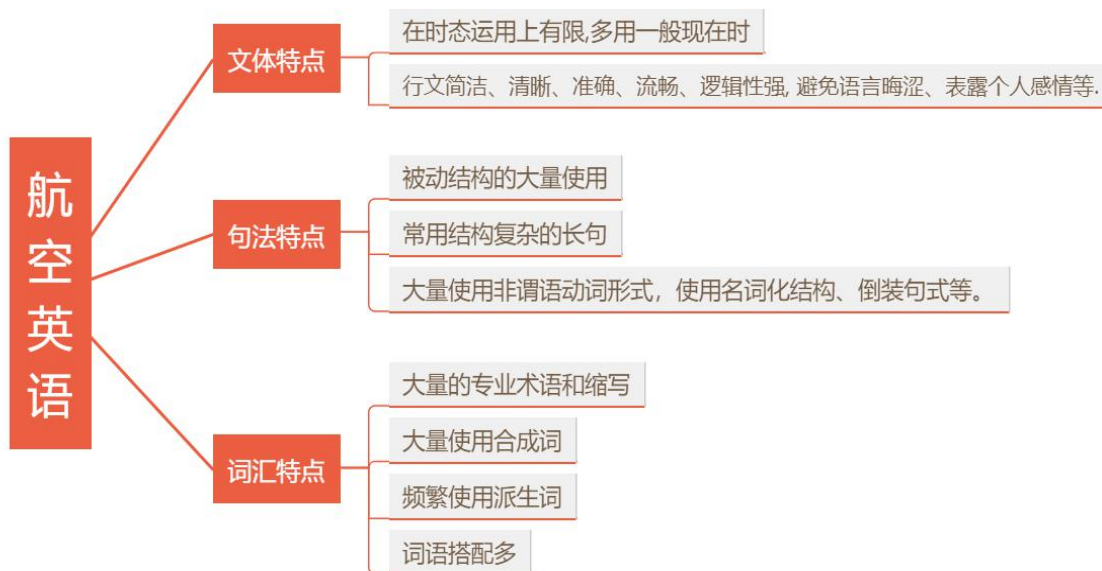 航空英语
文体特点
在时态运用上有限,多用一般现在时
行文简洁、清晰、准确、流畅、逻辑性强, 避免语言晦涩、表露个人感情等.
句法特点
被动结构的大量使用
常用结构复杂的长句
大量使用非谓语动词形式，使用名词化结构、倒装句式等。
词汇特点
大量的专业术语和缩写
大量使用合成词
频繁使用派生词
词语搭配多